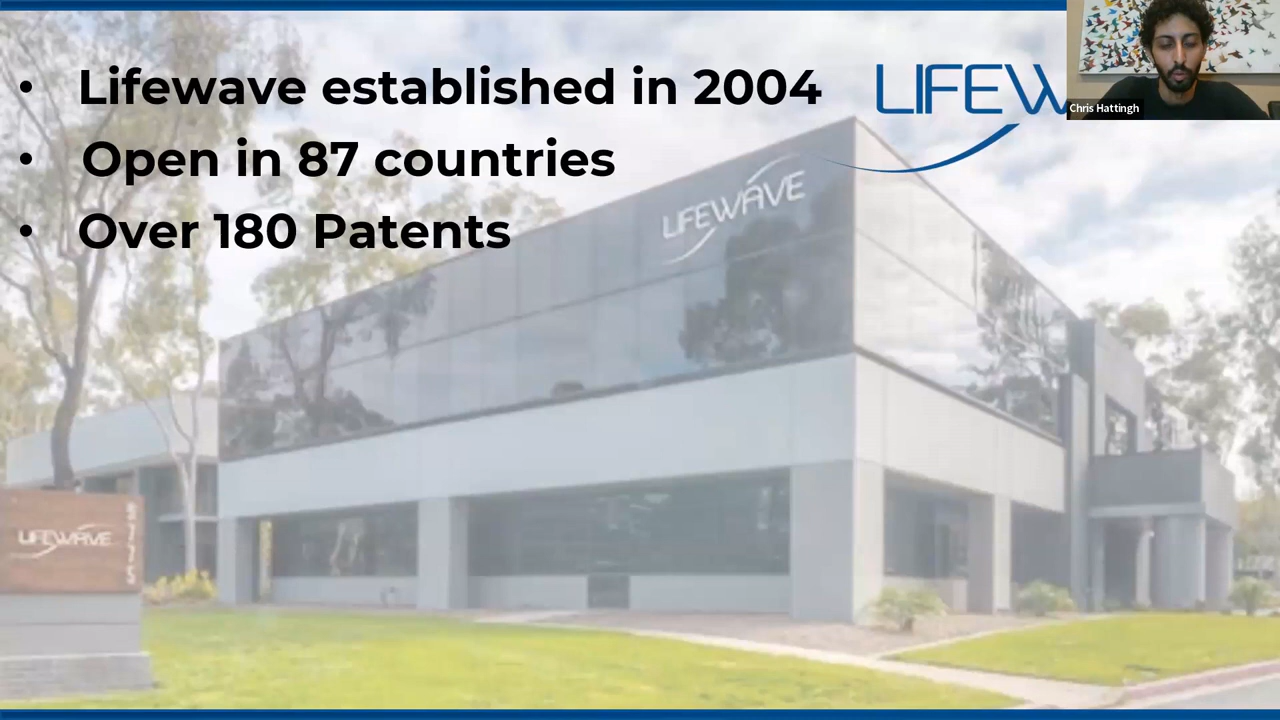 • Lifewave established in 2004
• Open in 87 countries
• Over 180 Patents
LIFEW
Chris Hattingh
LIFEWAVE
LIFEWAVE